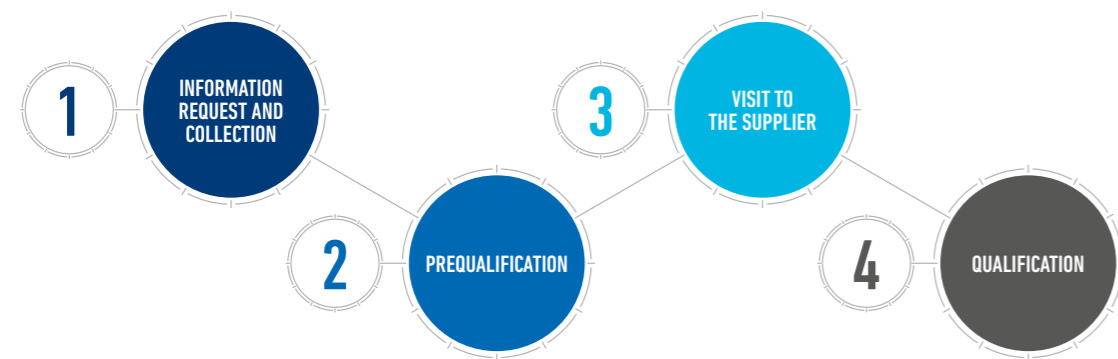 1
INFORMATION
REQUEST AND
COLLECTION
2
PREQUALIFICATION
3
VISIT TO
THE SUPPLIER
4
QUALIFICATION